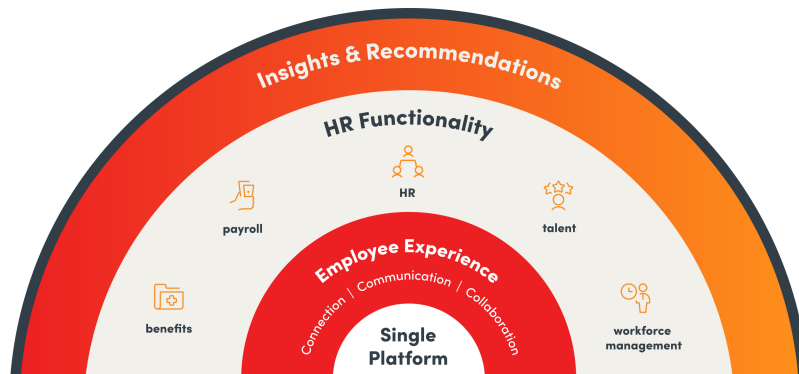 Insights & Recommendations
HR Functionality
HR
payroll
talent
benefits
workforce
management
Employee Experience
Connection | Communication | Collaboration
Single
Platform